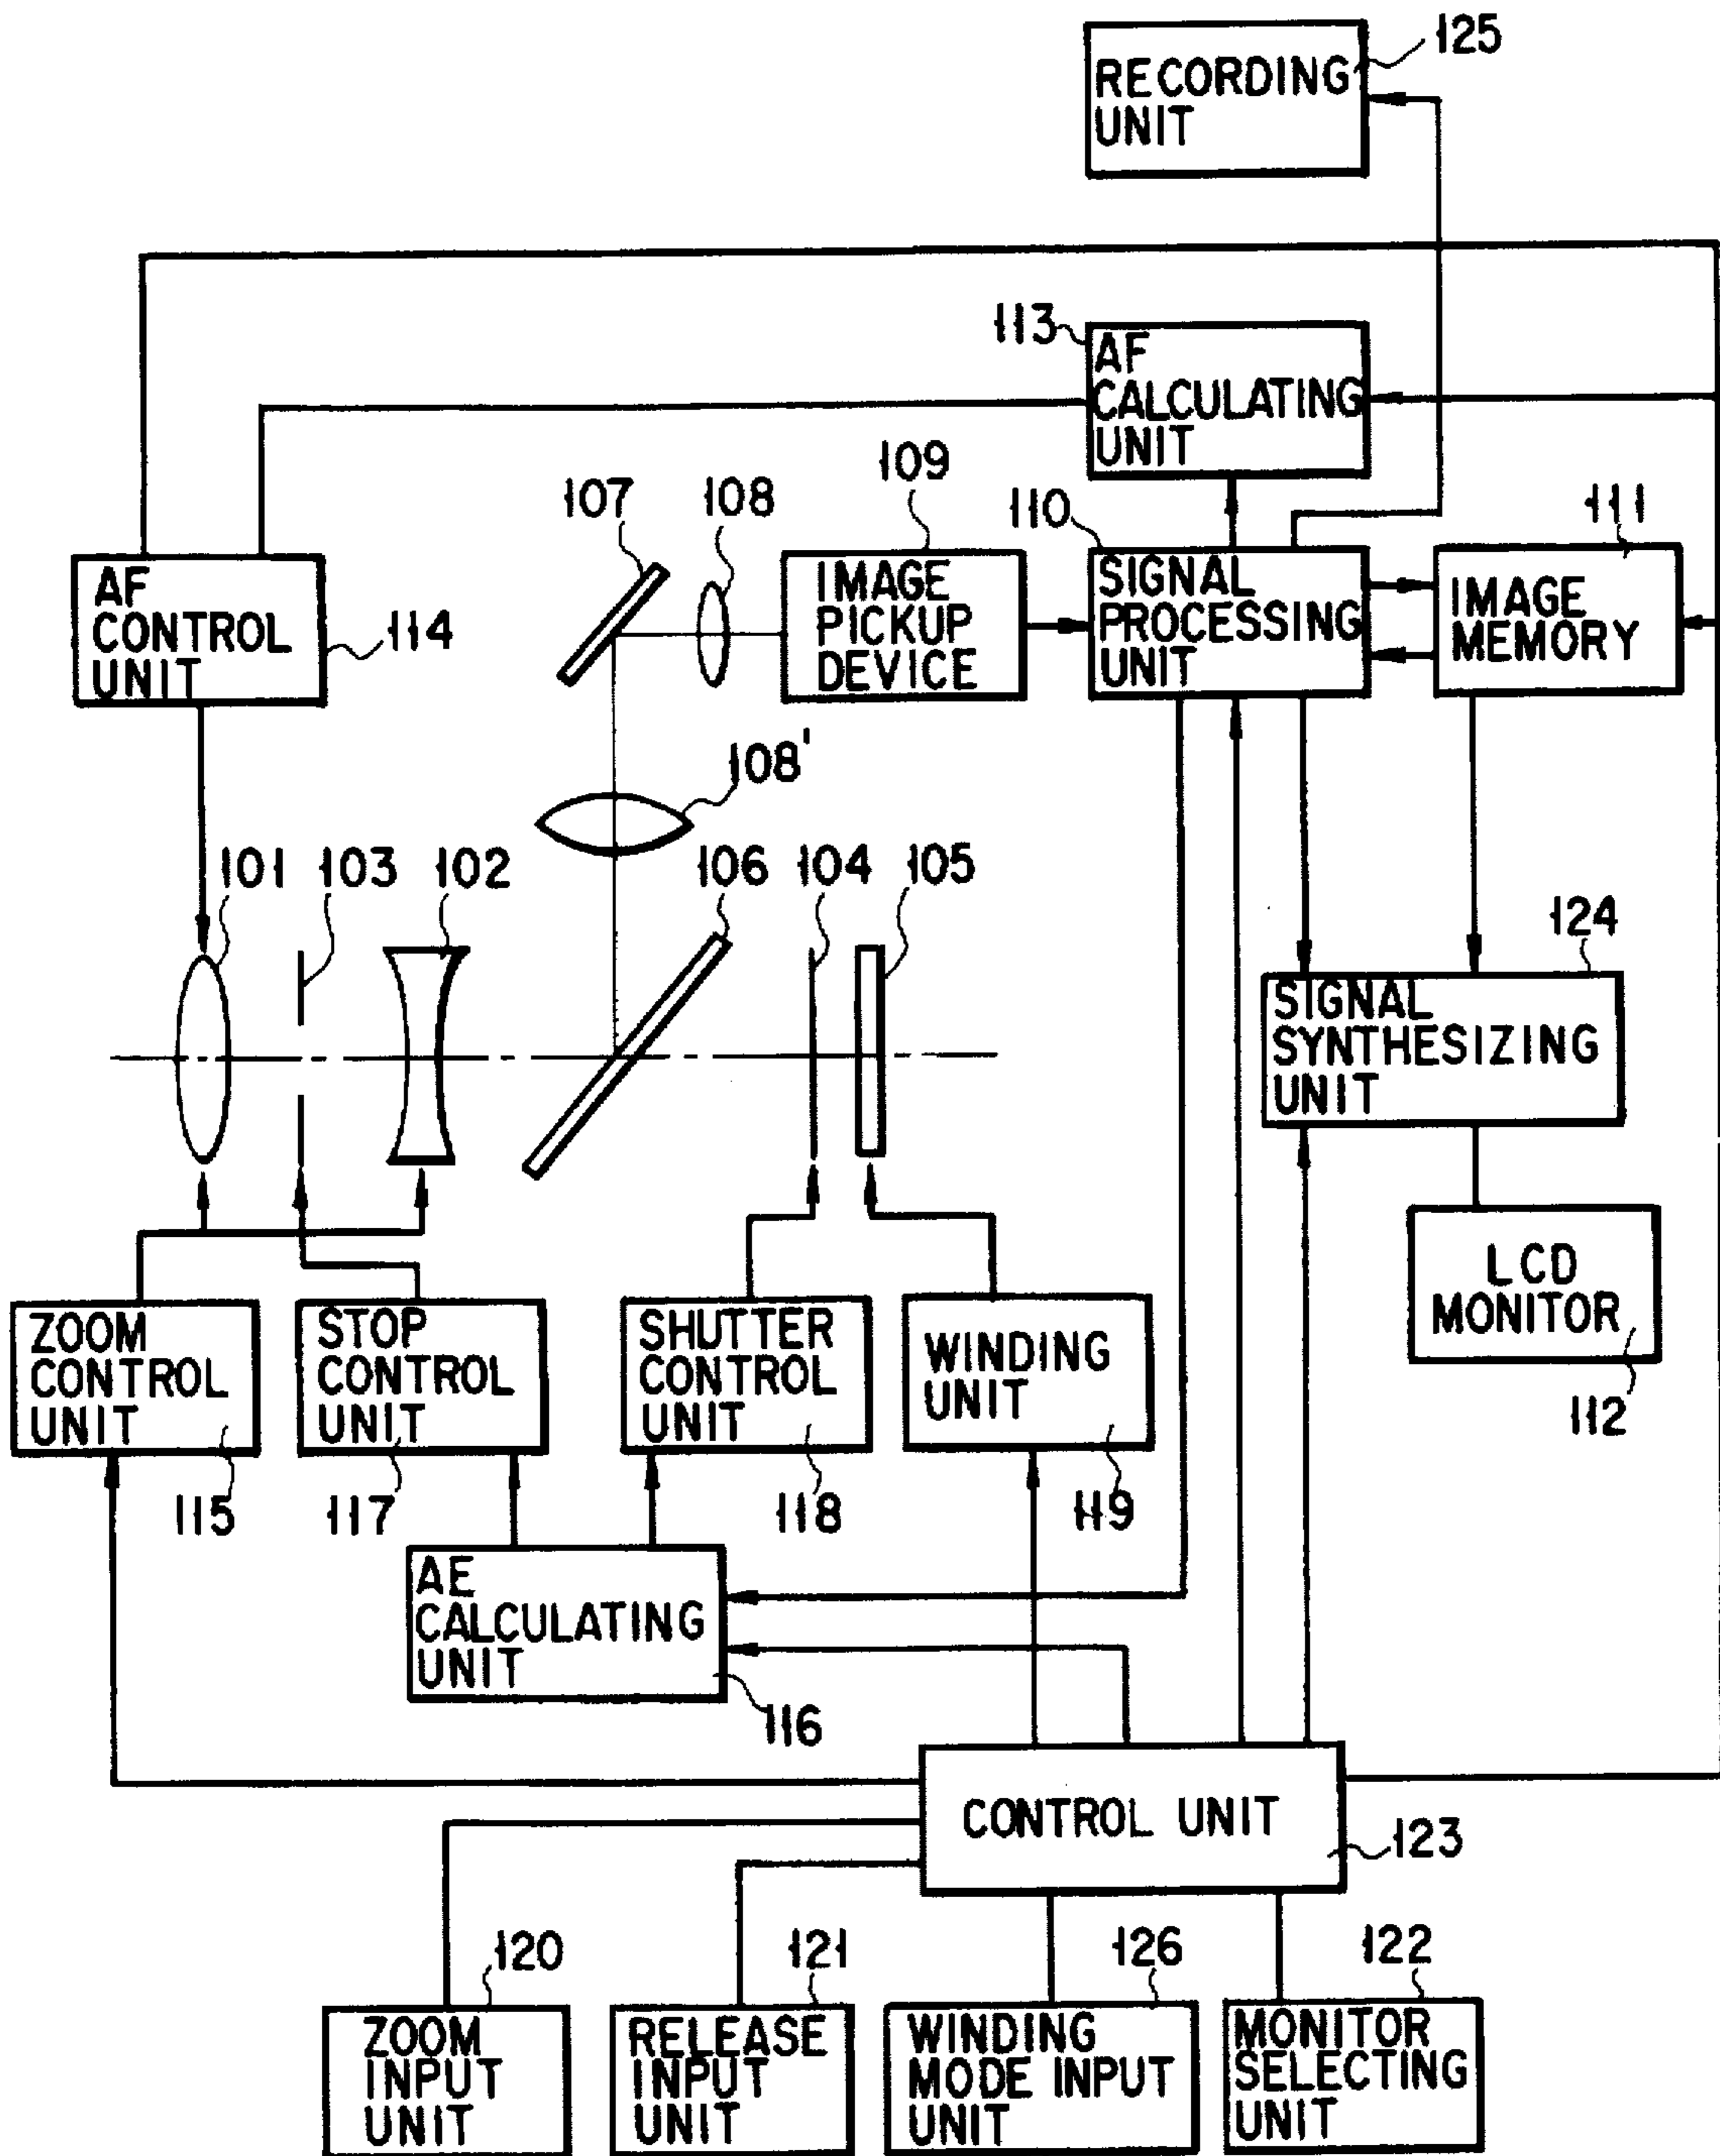 125
RECORDING
UNIT
113
AF
CALCULATING
UNIT
107
108
109
110
111
AF
CONTROL
UNIT
114
IMAGE
PICKUP
DEVICE
SIGNAL
PROCESSING
UNIT
IMAGE
MEMORY
108'
101
103
102
106
104
105
124
SIGNAL
SYNTHESIZING
UNIT
LCD
MONITOR
112
ZOOM
CONTROL
UNIT
115
STOP
CONTROL
UNIT
117
SHUTTER
CONTROL
UNIT
118
WINDING
UNIT
119
AE
CALCULATING
UNIT
116
CONTROL UNIT
123
120
121
126
122
ZOOM
INPUT
UNIT
RELEASE
INPUT
UNIT
WINDING
MODE INPUT
UNIT
MONITOR
SELECTING
UNIT